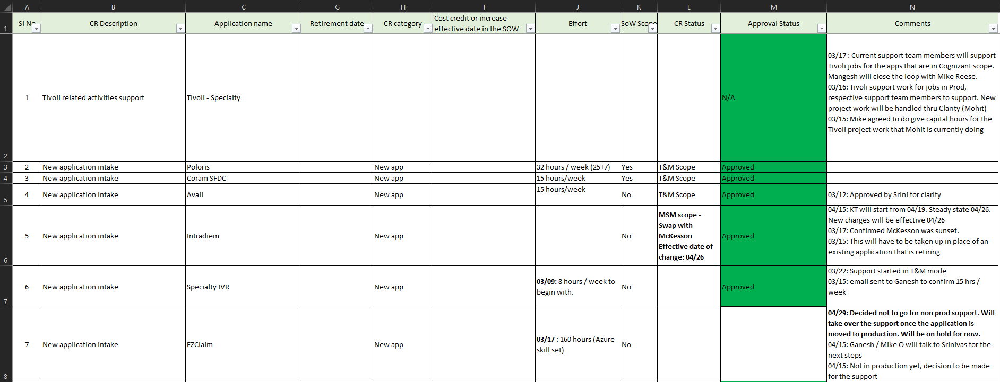 A B C G H I J K L M N
1 Sl No CR Description Application name Retirement date CR category Cost credit or increase effective date in the SOW Effort SoW Scope CR Status Approval Status Comments
1 Tivoli related activities support Tivoli - Specialty N/A
03/17 : Current support team members will support
Tivoli jobs for the apps that are in Cognizant scope.
Mangesh will close the loop with Mike Reese.
03/16: Tivoli support work for jobs in Prod,
respective support team members to support. New
project work will be handled thru Clarity (Mohit)
03/15: Mike agreed to do give capital hours for the
Tivoli project work that Mohit is currently doing
2
3 2 New application intake Poloris New app 32 hours / week (25+7) Yes T&M Scope Approved
4 3 New application intake Coram SFDC New app 15 hours/week Yes T&M Scope Approved
5 4 New application intake Avail New app 15 hours/week No T&M Scope Approved 03/12: Approved by Srini for clarity
5 New application intake Intradiem New app No
MSM scope -
Swap with
McKesson
Effective date of
change: 04/26
Approved
04/15: KT will start from 04/19. Steady state 04/26.
New charges will be effective 04/26
03/17: Confirmed McKesson was sunset.
03/15: This will have to be taken up in place of an
existing application that is retiring
6
6 New application intake Specialty IVR New app
03/09: 8 hours / week to
begin with.
No Approved
03/22: Support started in T&M mode
03/15: email sent to Ganesh to confirm 15 hrs /
week
7
7 New application intake EZClaim New app
03/17 : 160 hours (Azure
skill set)
No
04/29: Decided not to go for non prod support. Will
take over the support once the application is
moved to production. Will be on hold for now.
04/15: Ganesh / Mike O will talk to Srinivas for the
next steps
04/15: Not in production yet, decision to be made
for the support
8